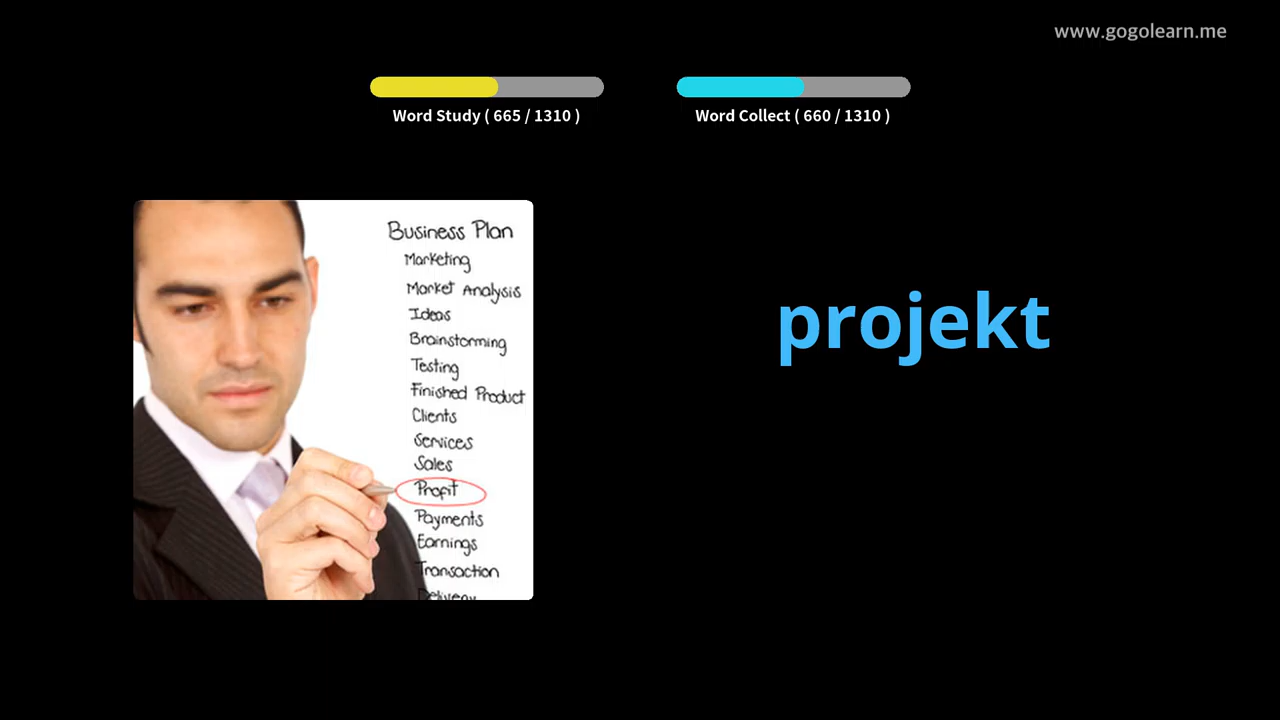 www.gogolearn.me
Word Study ( 665 / 1310 )
Word Collect ( 660 / 1310 )
Business Plan
Marketing
Market Analysis
Ideas
Brainstorming
Testing
Finished Product
Clients
Services
Sales
Profit
Payments
Earnings
Transaction
Delivery
projekt